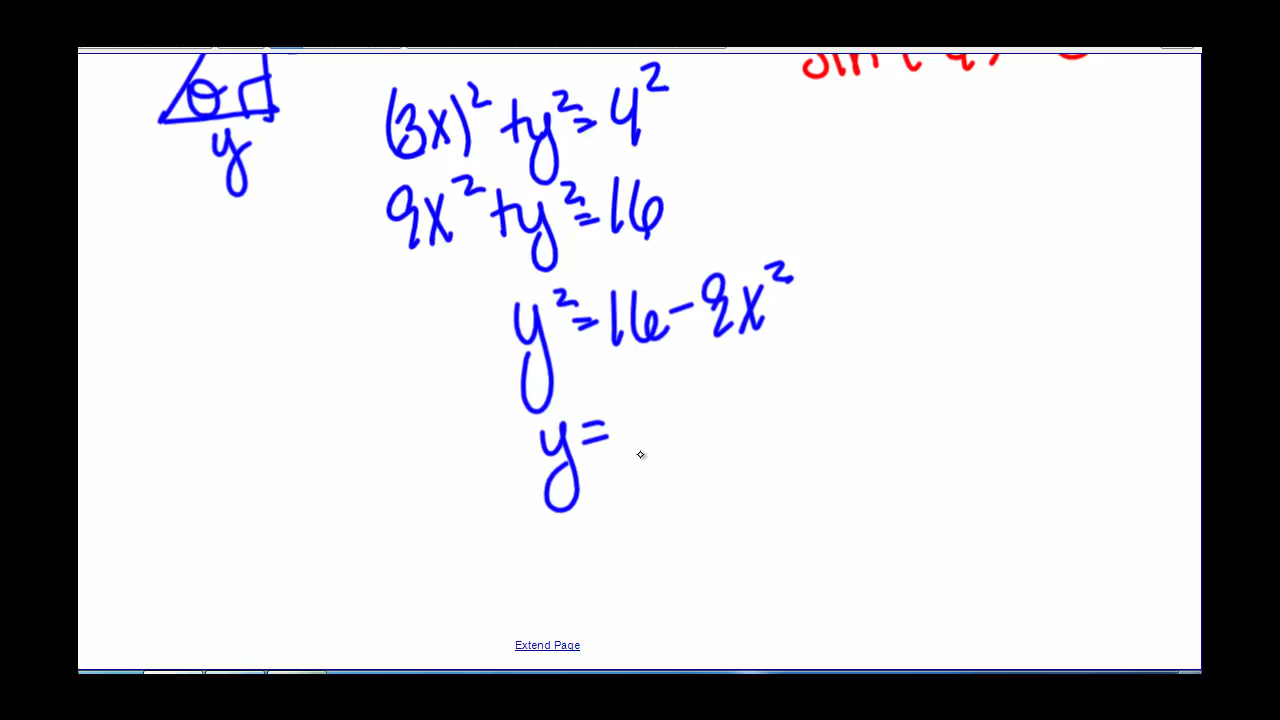 θ
y
(3x)² + y² = 4²
9x² + y² = 16
y² = 16 - 9x²
y =
Extend Page